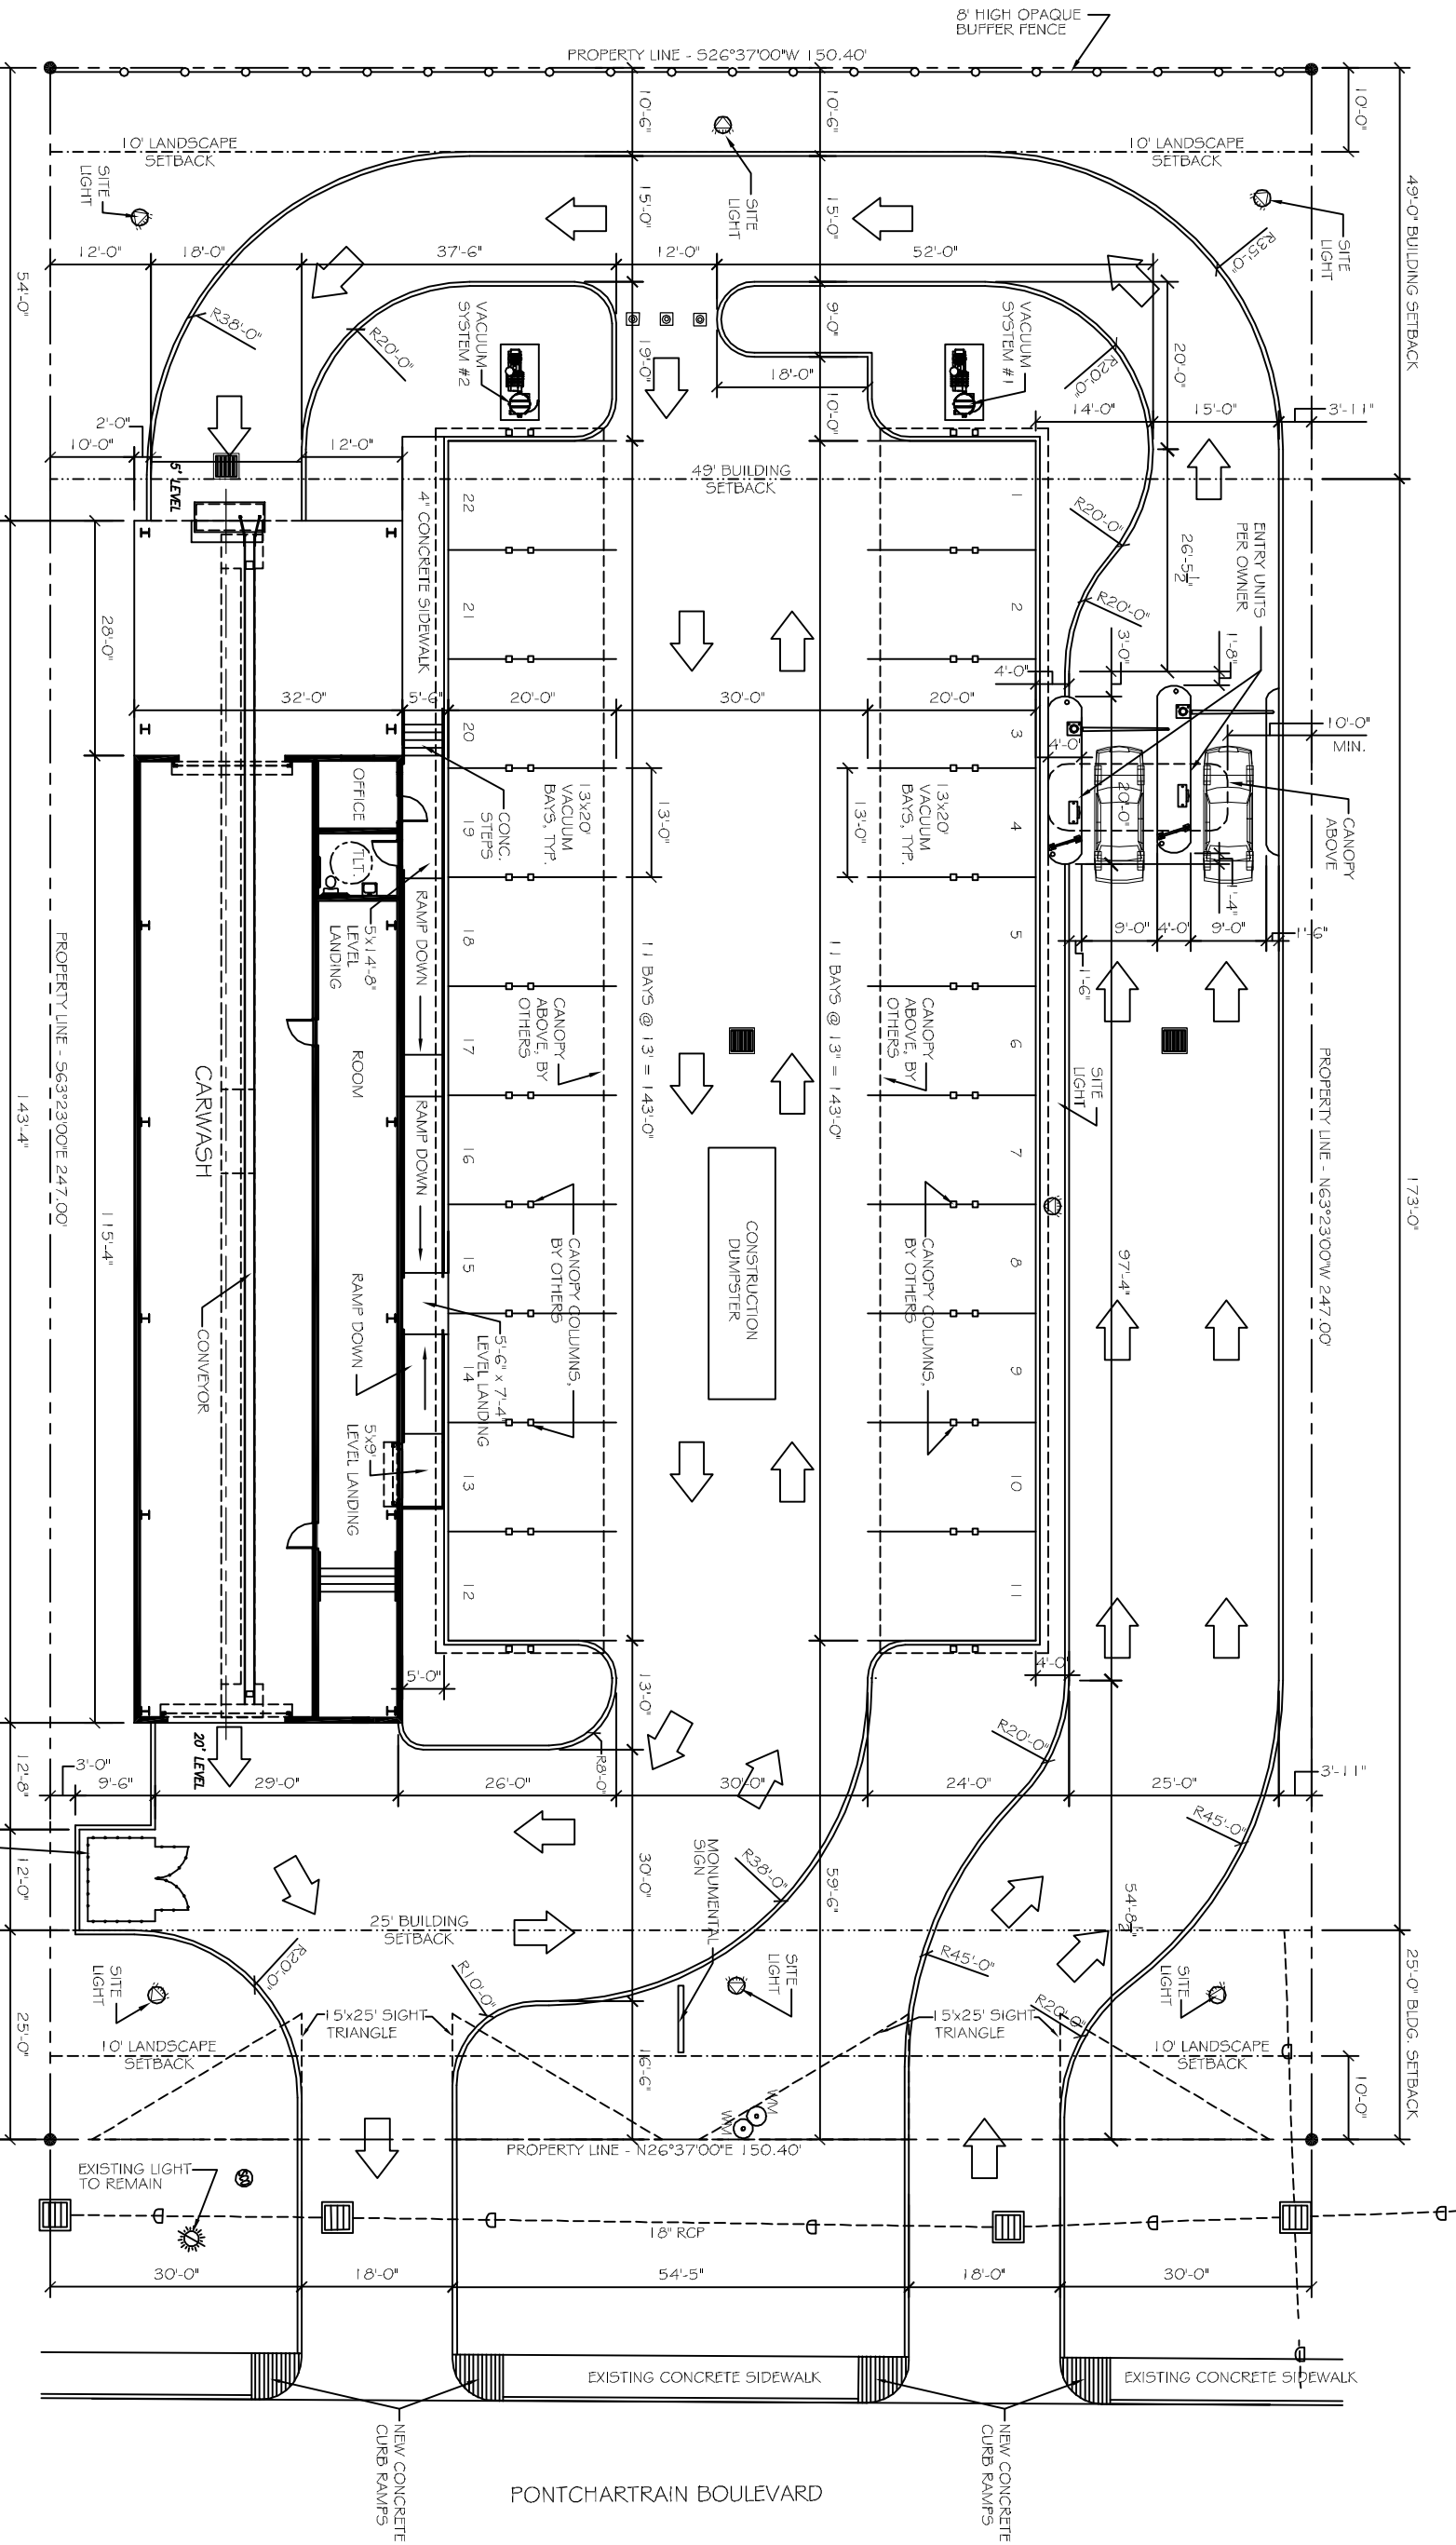 8' HIGH OPAQUE
BUFFER FENCE
PROPERTY LINE - S26°37'00"W 150.40'
10'-6"
10'-6"
10'-0"
10' LANDSCAPE
SETBACK
10' LANDSCAPE
SETBACK
49'-0" BUILDING SETBACK
SITE
LIGHT
SITE
LIGHT
SITE
LIGHT
15'-0"
15'-0"
R35'-0"
12'-0"
18'-0"
37'-6"
12'-0"
52'-0"
54'-0"
R38'-0"
R20'-0"
VACUUM
SYSTEM #2
19'-0"
9'-0"
VACUUM
SYSTEM #1
R20'-0"
20'-0"
18'-0"
10'-0"
14'-0"
15'-0"
3'-11"
2'-0"
10'-0"
12'-0"
5' LEVEL
4" CONCRETE SIDEWALK
49' BUILDING
SETBACK
22
1
R20'-0"
26'-5½"
ENTRY UNITS
PER OWNER
R20'-0"
21
2
28'-0"
3'-0"
1'-8"
4'-0"
32'-0"
5'-6"
20'-0"
30'-0"
20'-0"
20
3
10'-0"
MIN.
4'-0"
OFFICE
CONC.
STEPS
19
13'x20'
VACUUM
BAYS, TYP.
13'-0"
13'-0"
13'x20'
VACUUM
BAYS, TYP.
4
20'-0"
CANOPY
ABOVE
TLT.
1'-4"
RAMP DOWN
5'x14'-8"
LEVEL
LANDING
18
5
9'-0"
4'-0"
9'-0"
1'-6"
1'-6"
PROPERTY LINE - S63°23'00"E 247.00'
11 BAYS @ 13' = 143'-0"
11 BAYS @ 13' = 143'-0"
CANOPY
ABOVE, BY
OTHERS
CANOPY
ABOVE, BY
OTHERS
17
6
ROOM
CARWASH
SITE
LIGHT
PROPERTY LINE - N63°23'00"W 247.00'
143'-4"
115'-4"
173'-0"
RAMP DOWN
16
7
CONSTRUCTION
DUMPSTER
CANOPY COLUMNS,
BY OTHERS
CANOPY COLUMNS,
BY OTHERS
15
8
97'-4"
CONVEYOR
RAMP DOWN
5'-6" x 7'-4"
LEVEL LANDING
14
9
5'x9'
LEVEL LANDING
13
10
12
11
5'-0"
13'-0"
4'-0"
R8'-0"
R20'-0"
20' LEVEL
12'-8"
3'-0"
9'-6"
29'-0"
26'-0"
30'-0"
24'-0"
25'-0"
3'-11"
R45'-0"
12'-0"
MONUMENTAL
SIGN
30'-0"
R38'-0"
59'-6"
54'-8½"
25' BUILDING
SETBACK
R20'-0"
R10'-0"
SITE
LIGHT
SITE
LIGHT
R45'-0"
SITE
LIGHT
R20'-0"
25'-0"
25'-0" BLDG. SETBACK
15'x25' SIGHT
TRIANGLE
15'x25' SIGHT
TRIANGLE
10' LANDSCAPE
SETBACK
10' LANDSCAPE
SETBACK
16'-6"
10'-0"
WM
WM
PROPERTY LINE - N26°37'00"E 150.40'
EXISTING LIGHT
TO REMAIN
18" RCP
30'-0"
18'-0"
54'-5"
18'-0"
30'-0"
EXISTING CONCRETE SIDEWALK
EXISTING CONCRETE SIDEWALK
NEW CONCRETE
CURB RAMPS
NEW CONCRETE
CURB RAMPS
PONTCHARTRAIN BOULEVARD